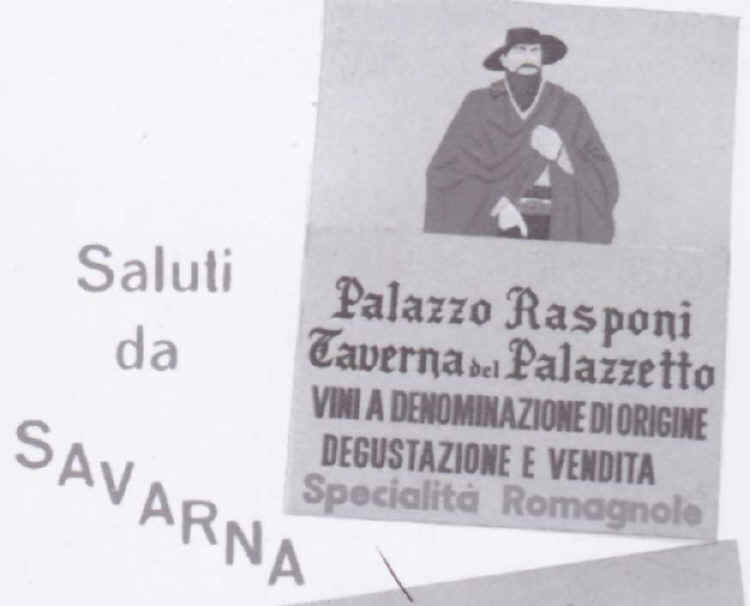 Saluti
da
SAVARNA
Palazzo Rasponi
Taverna del Palazzetto
VINI A DENOMINAZIONE DI ORIGINE
DEGUSTAZIONE E VENDITA
Specialità Romagnole